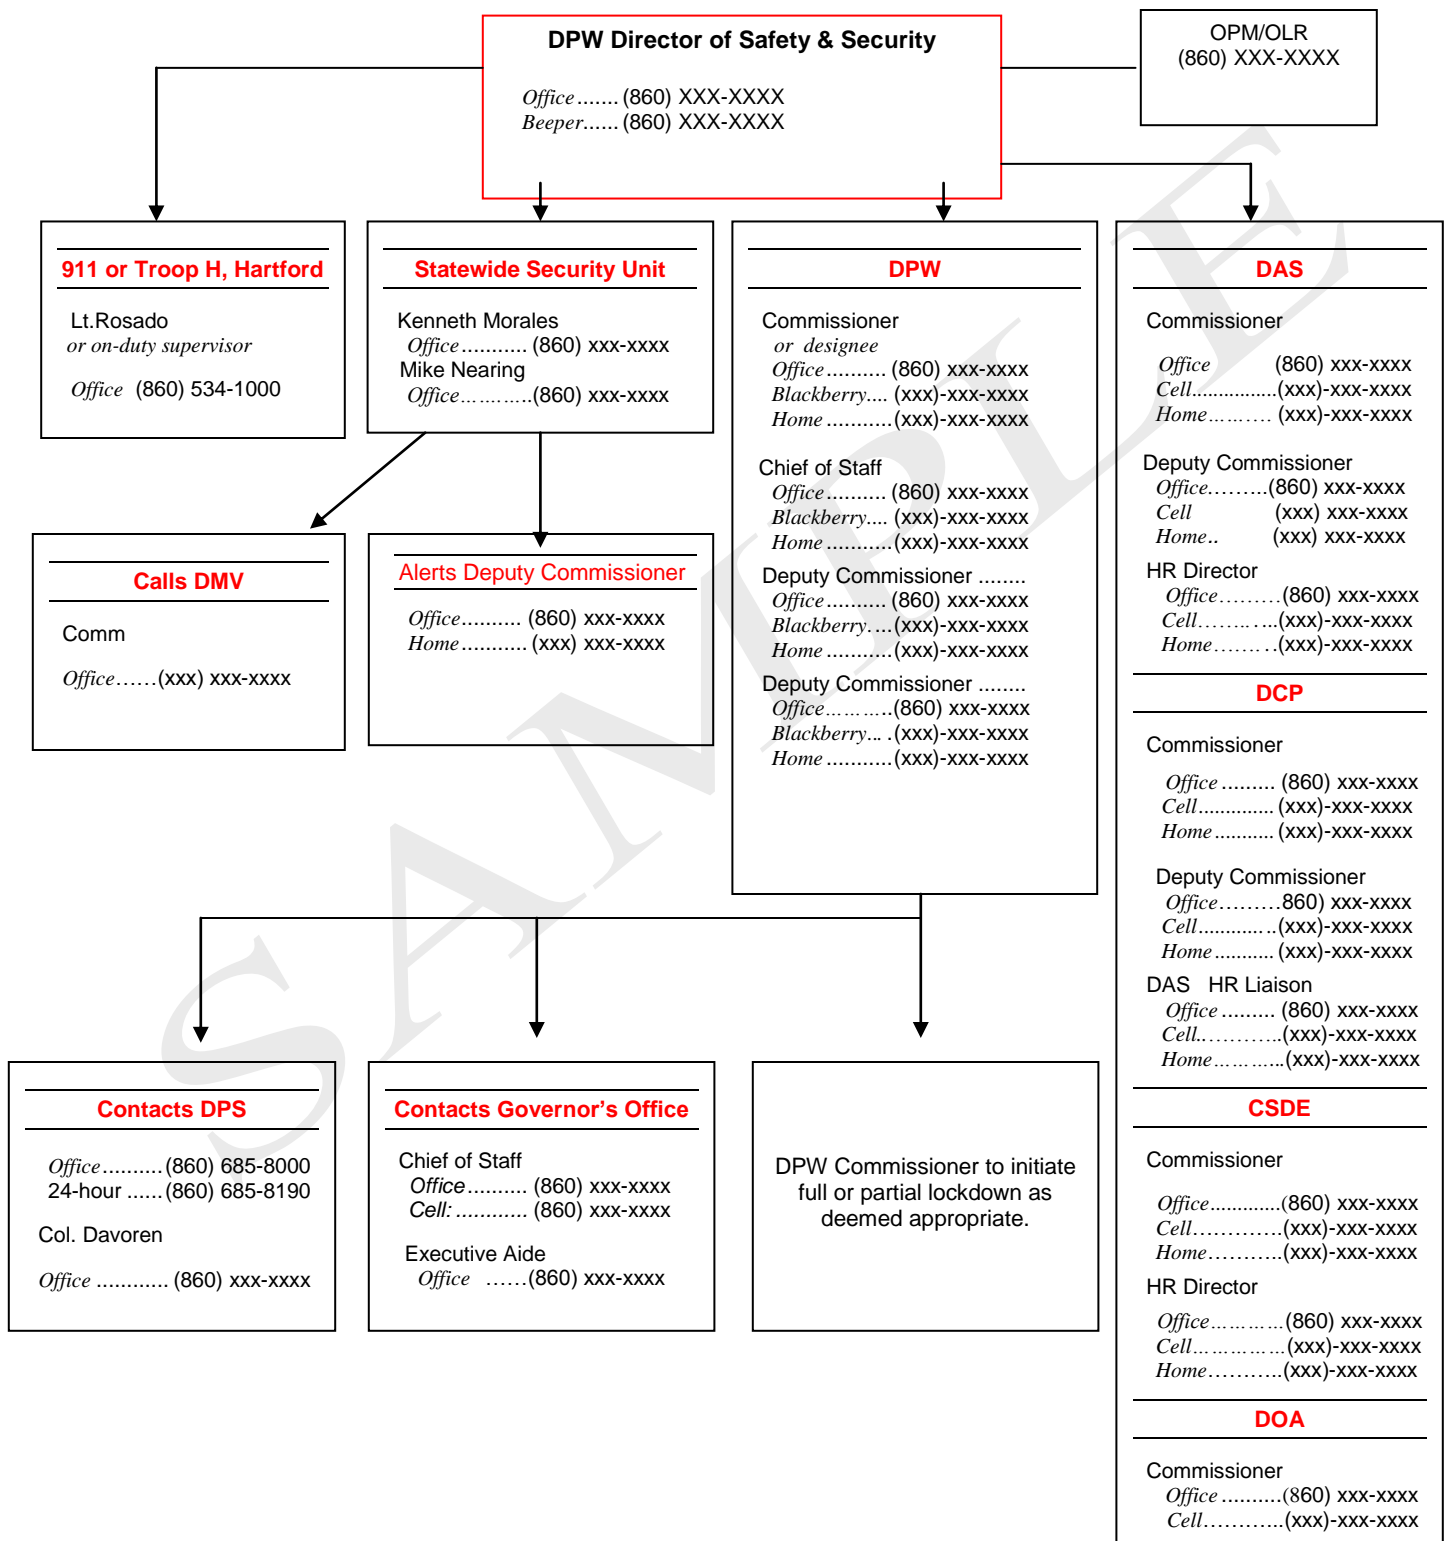 DPW Director of Safety & Security
Office ....... (860) XXX-XXXX
Beeper...... (860) XXX-XXXX
OPM/OLR
(860) XXX-XXXX
911 or Troop H, Hartford
Lt.Rosado
or on-duty supervisor
Office (860) 534-1000
Statewide Security Unit
Kenneth Morales
Office ........... (860) xxx-xxxx
Mike Nearing
Office............(860) xxx-xxxx
DPW
Commissioner
or designee
Office .......... (860) xxx-xxxx
Blackberry.... (xxx)-xxx-xxxx
Home ...........(xxx)-xxx-xxxx
Chief of Staff
Office .......... (860) xxx-xxxx
Blackberry.... (xxx)-xxx-xxxx
Home ...........(xxx)-xxx-xxxx
Deputy Commissioner ........
Office .......... (860) xxx-xxxx
Blackberry. ...(xxx)-xxx-xxxx
Home ...........(xxx)-xxx-xxxx
Deputy Commissioner ........
Office...........(860) xxx-xxxx
Blackberry... .(xxx)-xxx-xxxx
Home ...........(xxx)-xxx-xxxx
DAS
Commissioner
Office (860) xxx-xxxx
Cell................(xxx)-xxx-xxxx
Home.......... (xxx)-xxx-xxxx
Deputy Commissioner
Office.........(860) xxx-xxxx
Cell (xxx) xxx-xxxx
Home.. (xxx) xxx-xxxx
HR Director
Office.........(860) xxx-xxxx
Cell............(xxx)-xxx-xxxx
Home....... . .(xxx)-xxx-xxxx
DCP
Commissioner
Office ......... (860) xxx-xxxx
Cell.............. (xxx)-xxx-xxxx
Home ........... (xxx)-xxx-xxxx
Deputy Commissioner
Office.........860) xxx-xxxx
Cell..............(xxx)-xxx-xxxx
Home ........... (xxx)-xxx-xxxx
DAS HR Liaison
Office ......... (860) xxx-xxxx
Cell.............(xxx)-xxx-xxxx
Home............(xxx)-xxx-xxxx
CSDE
Commissioner
Office.............(860) xxx-xxxx
Cell.............(xxx)-xxx-xxxx
Home...........(xxx)-xxx-xxxx
HR Director
Office............(860) xxx-xxxx
Cell...............(xxx)-xxx-xxxx
Home...........(xxx)-xxx-xxxx
DOA
Commissioner
Office ..........(860) xxx-xxxx
Cell............(xxx)-xxx-xxxx
Calls DMV
Comm
Office......(xxx) xxx-xxxx
Alerts Deputy Commissioner
Office.......... (860) xxx-xxxx
Home ........... (xxx) xxx-xxxx
Contacts DPS
Office ..........(860) 685-8000
24-hour ......(860) 685-8190
Col. Davoren
Office ............ (860) xxx-xxxx
Contacts Governor’s Office
Chief of Staff
Office .......... (860) xxx-xxxx
Cell: ............ (860) xxx-xxxx
Executive Aide
Office ......(860) xxx-xxxx
DPW Commissioner to initiate
full or partial lockdown as
deemed appropriate.
SAMPLE